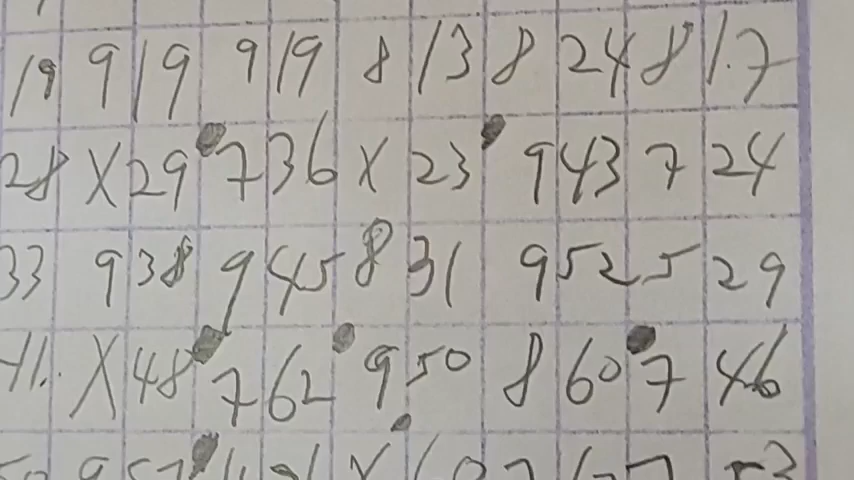 19 9 19 9 19 8 13 8 24 8 17
28 X 29 7 36 X 23 9 43 7 24
33 9 38 9 45 8 31 9 52 5 29
41 X 48 7 62 9 50 8 60 7 46